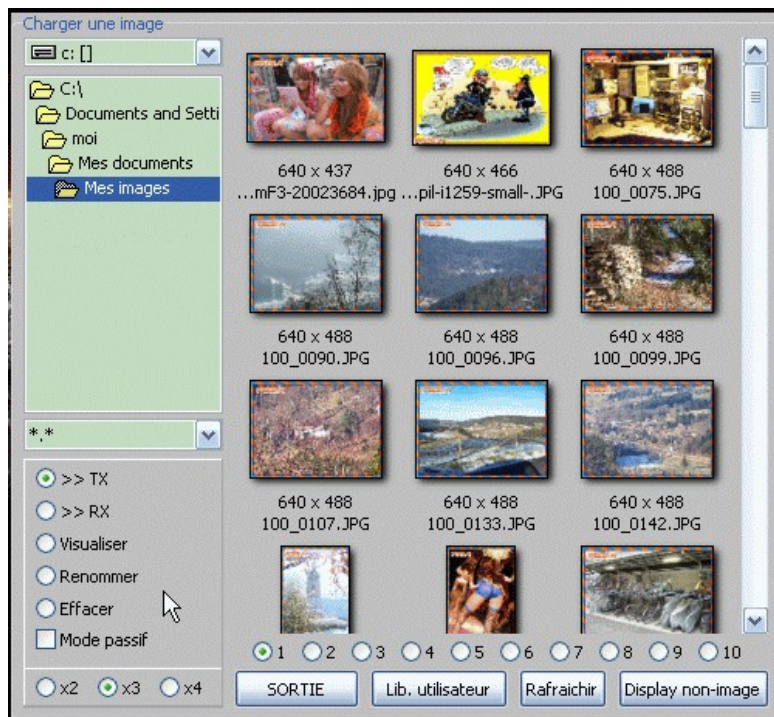 Charger une image
c: []
C:\
Documents and Setti
moi
Mes documents
Mes images
*.*
>> TX
>> RX
Visualiser
Renommer
Effacer
Mode passif
x2 x3 x4
640 x 437 640 x 466 640 x 488
...mF3-20023684.jpg ...pil-i1259-small-.JPG 100_0075.JPG
640 x 488 640 x 488 640 x 488
100_0090.JPG 100_0096.JPG 100_0099.JPG
640 x 488 640 x 488 640 x 488
100_0107.JPG 100_0133.JPG 100_0142.JPG
1 2 3 4 5 6 7 8 9 10
SORTIE Lib. utilisateur Rafraichir Display non-image